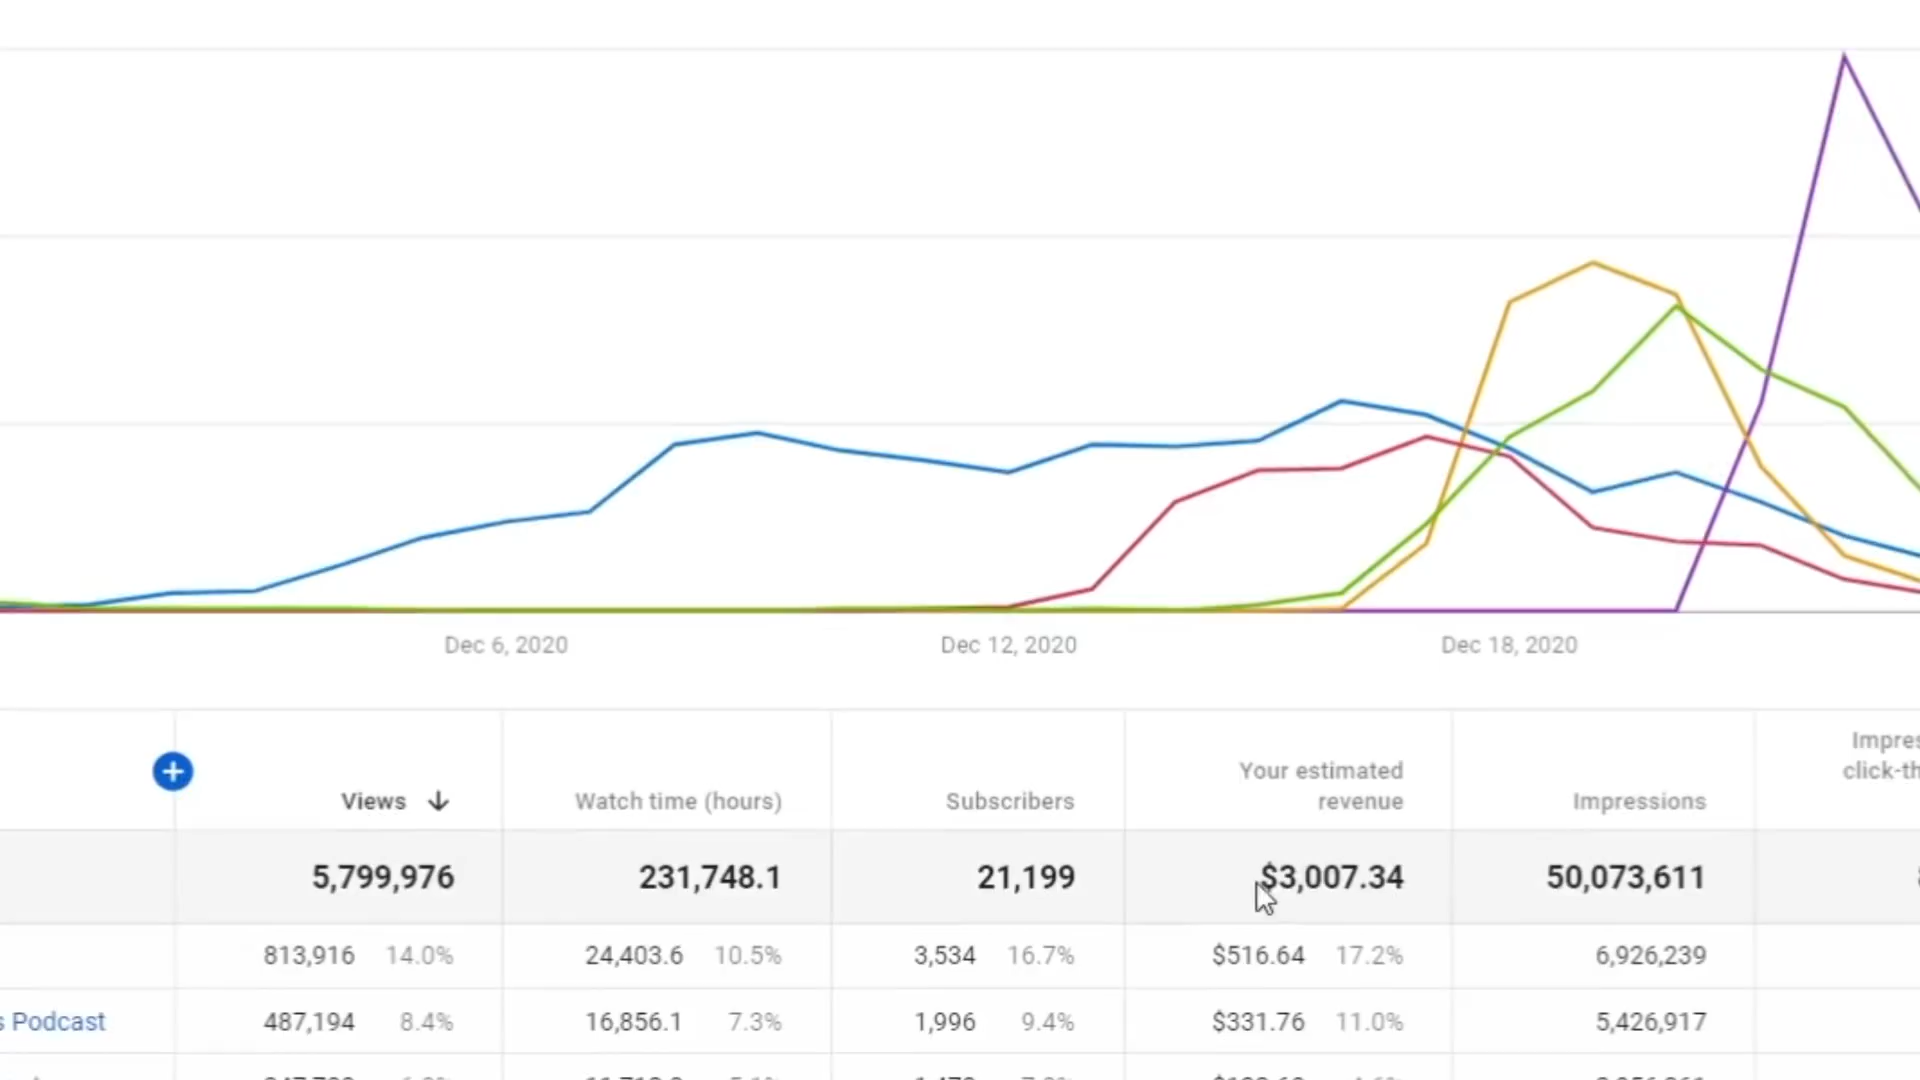 Dec 6, 2020 Dec 12, 2020 Dec 18, 2020
Your estimated
revenue
Views Watch time (hours) Subscribers Impressions
5,799,976 231,748.1 21,199 $3,007.34 50,073,611
813,916 14.0% 24,403.6 10.5% 3,534 16.7% $516.64 17.2% 6,926,239
s Podcast 487,194 8.4% 16,856.1 7.3% 1,996 9.4% $331.76 11.0% 5,426,917